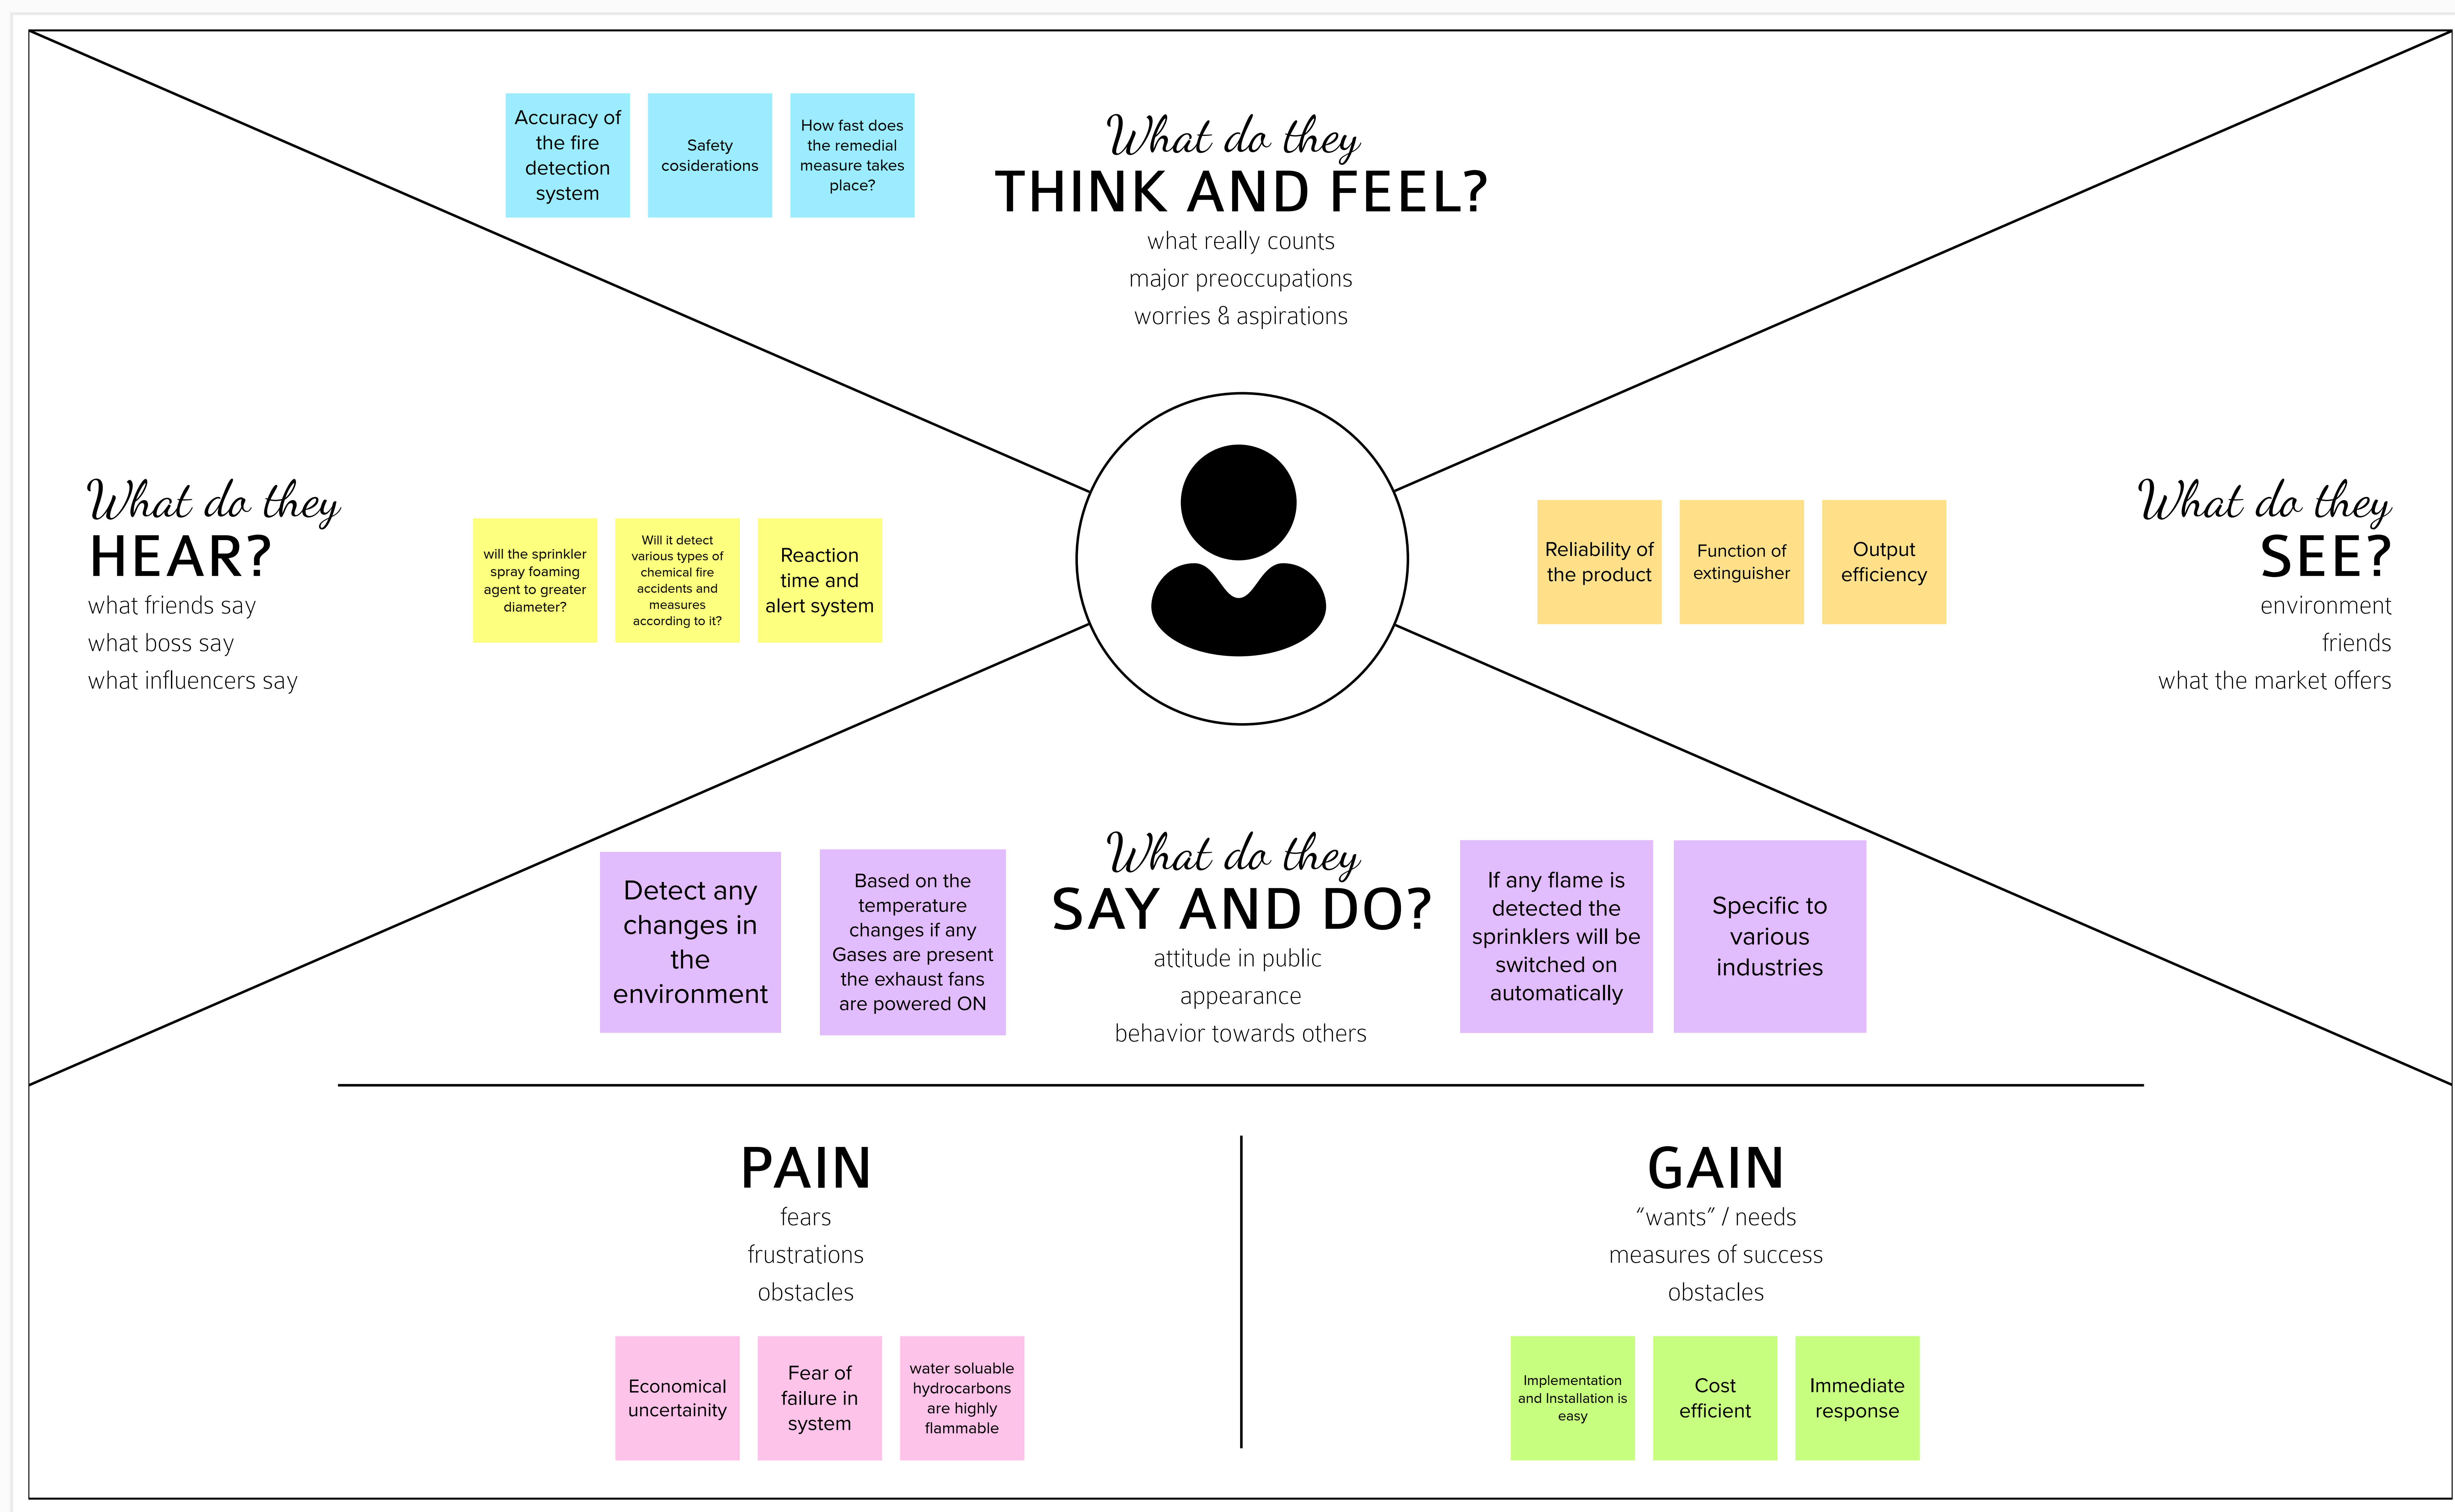 Accuracy of
the fire
detection
system
Safety
cosiderations
How fast does
the remedial
measure takes
place?
What do they
THINK AND FEEL?
what really counts
major preoccupations
worries & aspirations
What do they
HEAR?
what friends say
what boss say
what influencers say
will the sprinkler
spray foaming
agent to greater
diameter?
Will it detect
various types of
chemical fire
accidents and
measures
according to it?
Reaction
time and
alert system
Reliability of
the product
Function of
extinguisher
Output
efficiency
What do they
SEE?
environment
friends
what the market offers
Detect any
changes in
the
environment
Based on the
temperature
changes if any
Gases are present
the exhaust fans
are powered ON
What do they
SAY AND DO?
attitude in public
appearance
behavior towards others
If any flame is
detected the
sprinklers will be
switched on
automatically
Specific to
various
industries
PAIN
fears
frustrations
obstacles
Economical
uncertainity
Fear of
failure in
system
water soluable
hydrocarbons
are highly
flammable
GAIN
“wants” / needs
measures of success
obstacles
Implementation
and Installation is
easy
Cost
efficient
Immediate
response